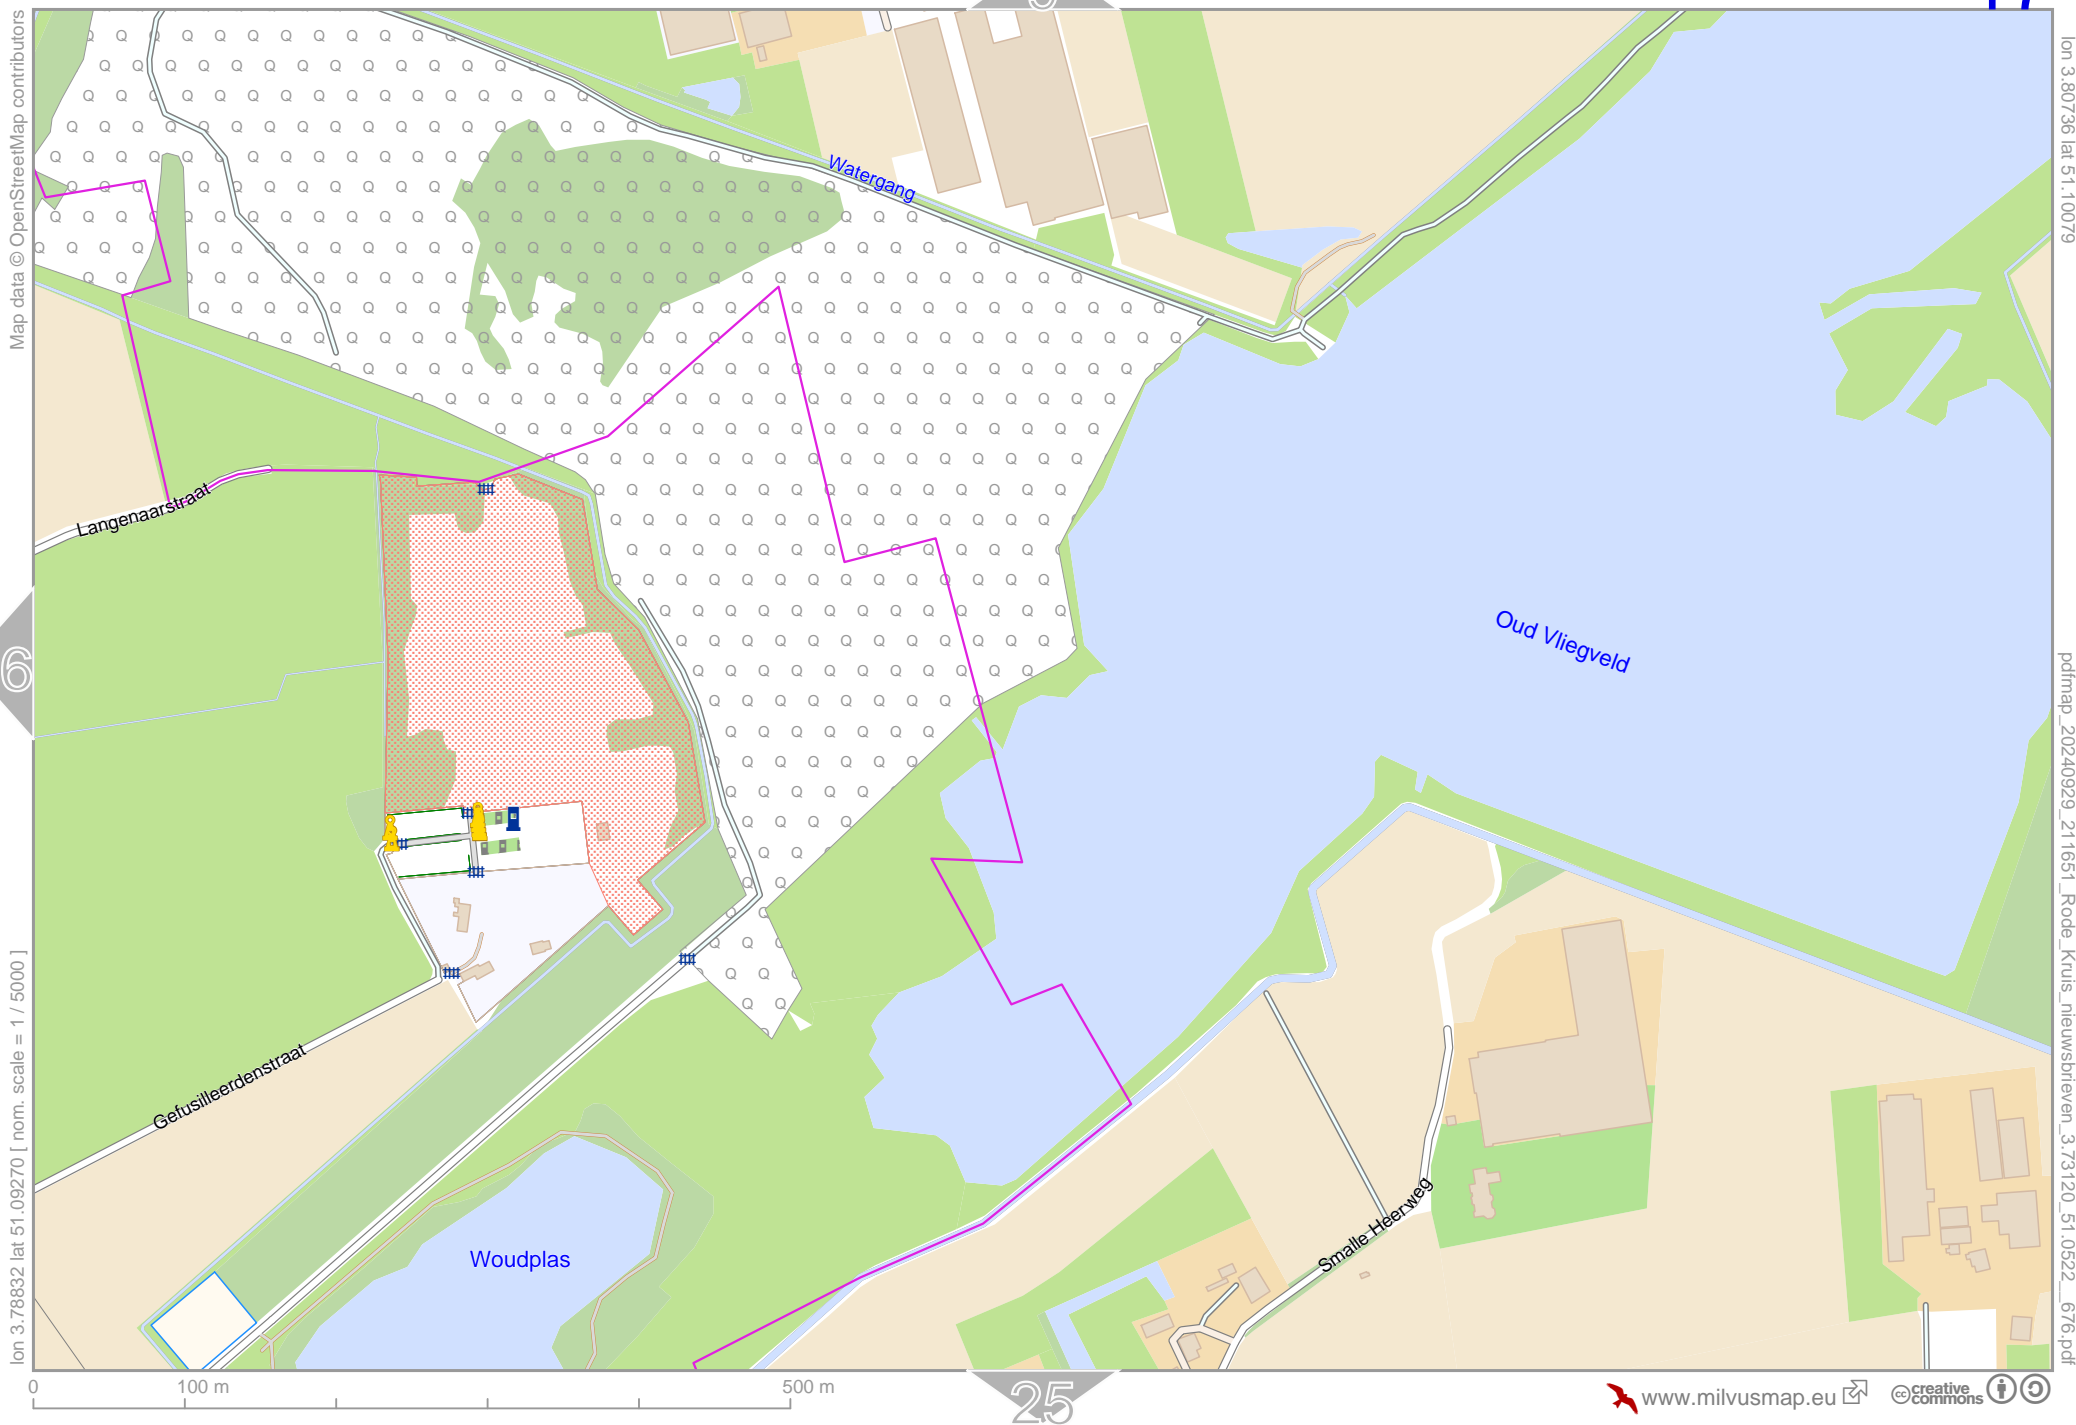 Map data © OpenStreetMap contributors
lon 3.80736 lat 51.10079
Watergang
Langenaarstraat
Oud Vliegveld
6
pdfmap_20240929_211651_Rode_Kruis_nieuwsbrieven_3.73120_51.0522__676.pdf
lon 3.78832 lat 51.09270 [ nom. scale = 1 / 5000 ]
Gefusilleerdenstraat
Smalle Heerweg
Woudplas
0
100 m
500 m
25
www.milvusmap.eu
cc creative commons